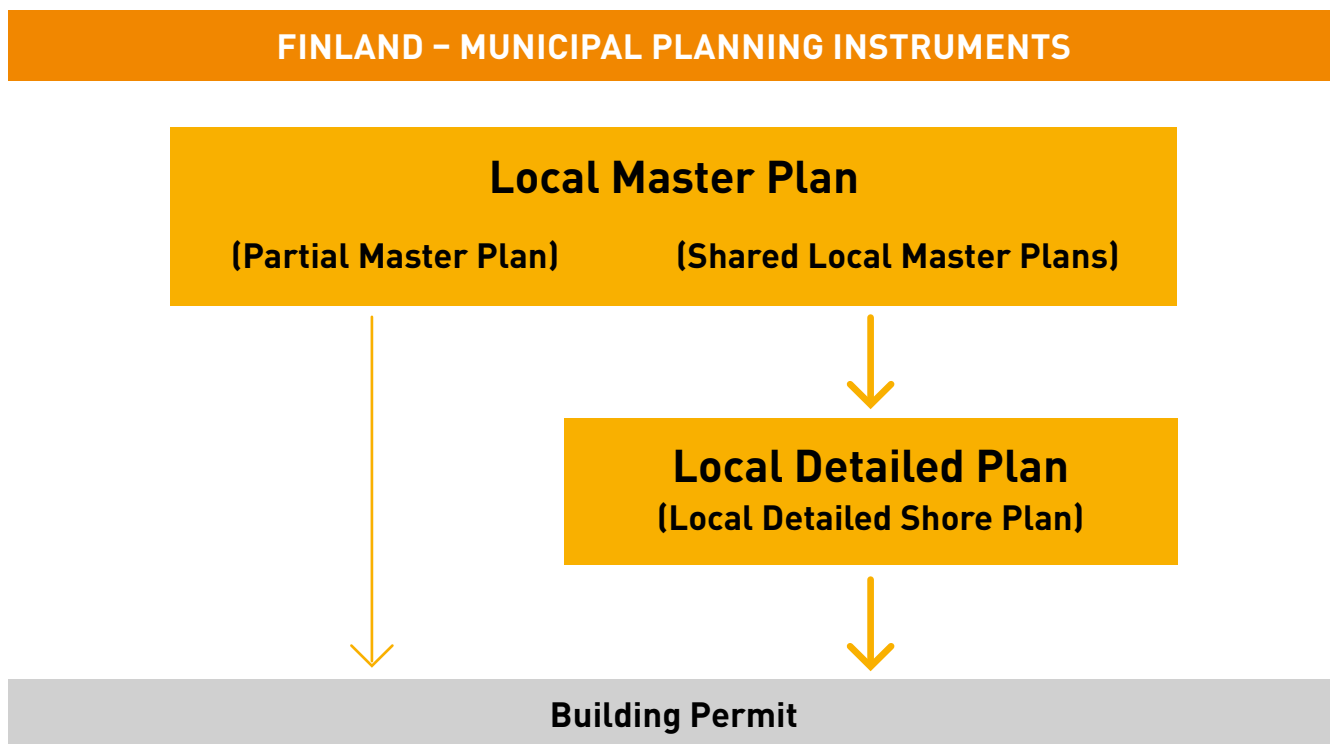 FINLAND – MUNICIPAL PLANNING INSTRUMENTS
Local Master Plan
(Partial Master Plan) (Shared Local Master Plans)
Local Detailed Plan
(Local Detailed Shore Plan)
Building Permit